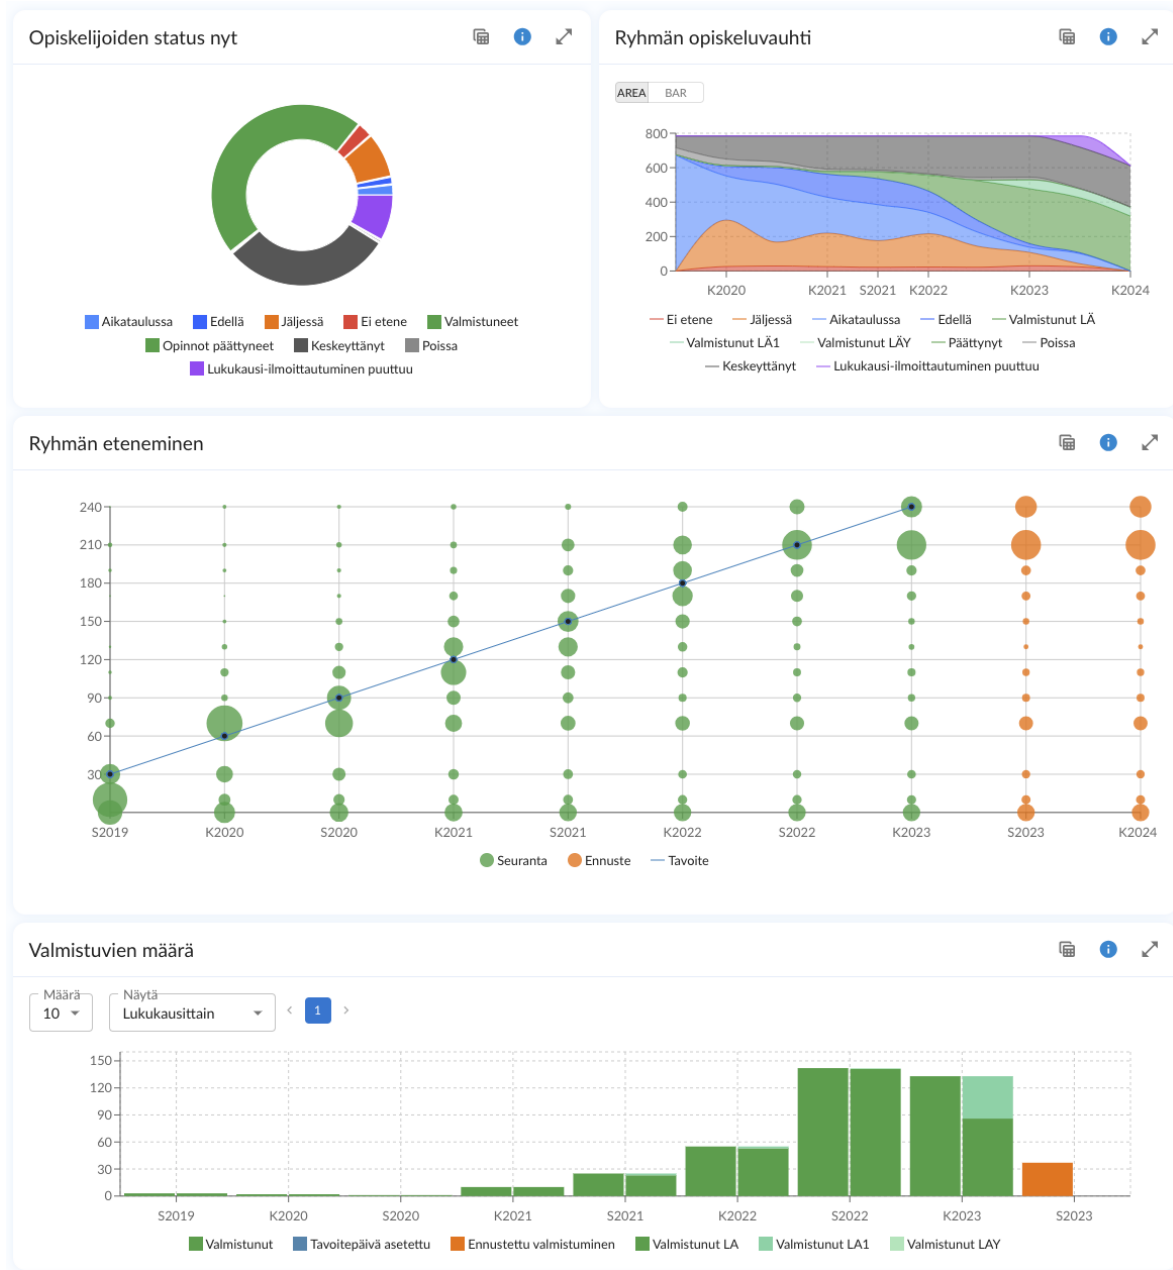 Opiskelijoiden status nyt
Aikataulussa Edellä Jäljessä Ei etene Valmistuneet
Opinnot päättyneet Keskeyttänyt Poissa
Lukukausi-ilmoittautuminen puuttuu
Ryhmän opiskeluvauhti
AREA BAR
800
600
400
200
0
K2020 K2021 S2021 K2022 K2023 K2024
Ei etene Jäljessä Aikataulussa Edellä Valmistunut LÄ
Valmistunut LÄ1 Valmistunut LÄY Päättynyt Poissa
Keskeyttänyt Lukukausi-ilmoittautuminen puuttuu
Ryhmän eteneminen
240
210
180
150
120
90
60
30
S2019 K2020 S2020 K2021 S2021 K2022 S2022 K2023 S2023 K2024
Seuranta Ennuste Tavoite
Valmistuvien määrä
Määrä Näytä
10 Lukukausittain 1
150
120
90
60
30
0
S2019 K2020 S2020 K2021 S2021 K2022 S2022 K2023 S2023
Valmistunut Tavoitepäivä asetettu Ennustettu valmistuminen Valmistunut LA Valmistunut LA1 Valmistunut LAY